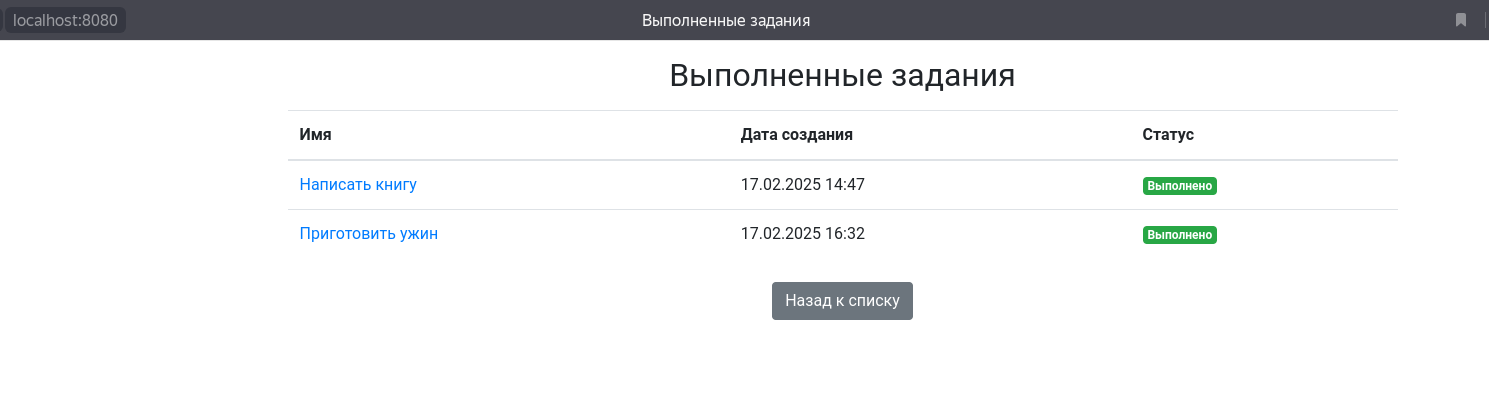 localhost:8080 Выполненные задания
Выполненные задания
Имя Дата создания Статус
Написать книгу 17.02.2025 14:47 Выполнено
Приготовить ужин 17.02.2025 16:32 Выполнено
Назад к списку